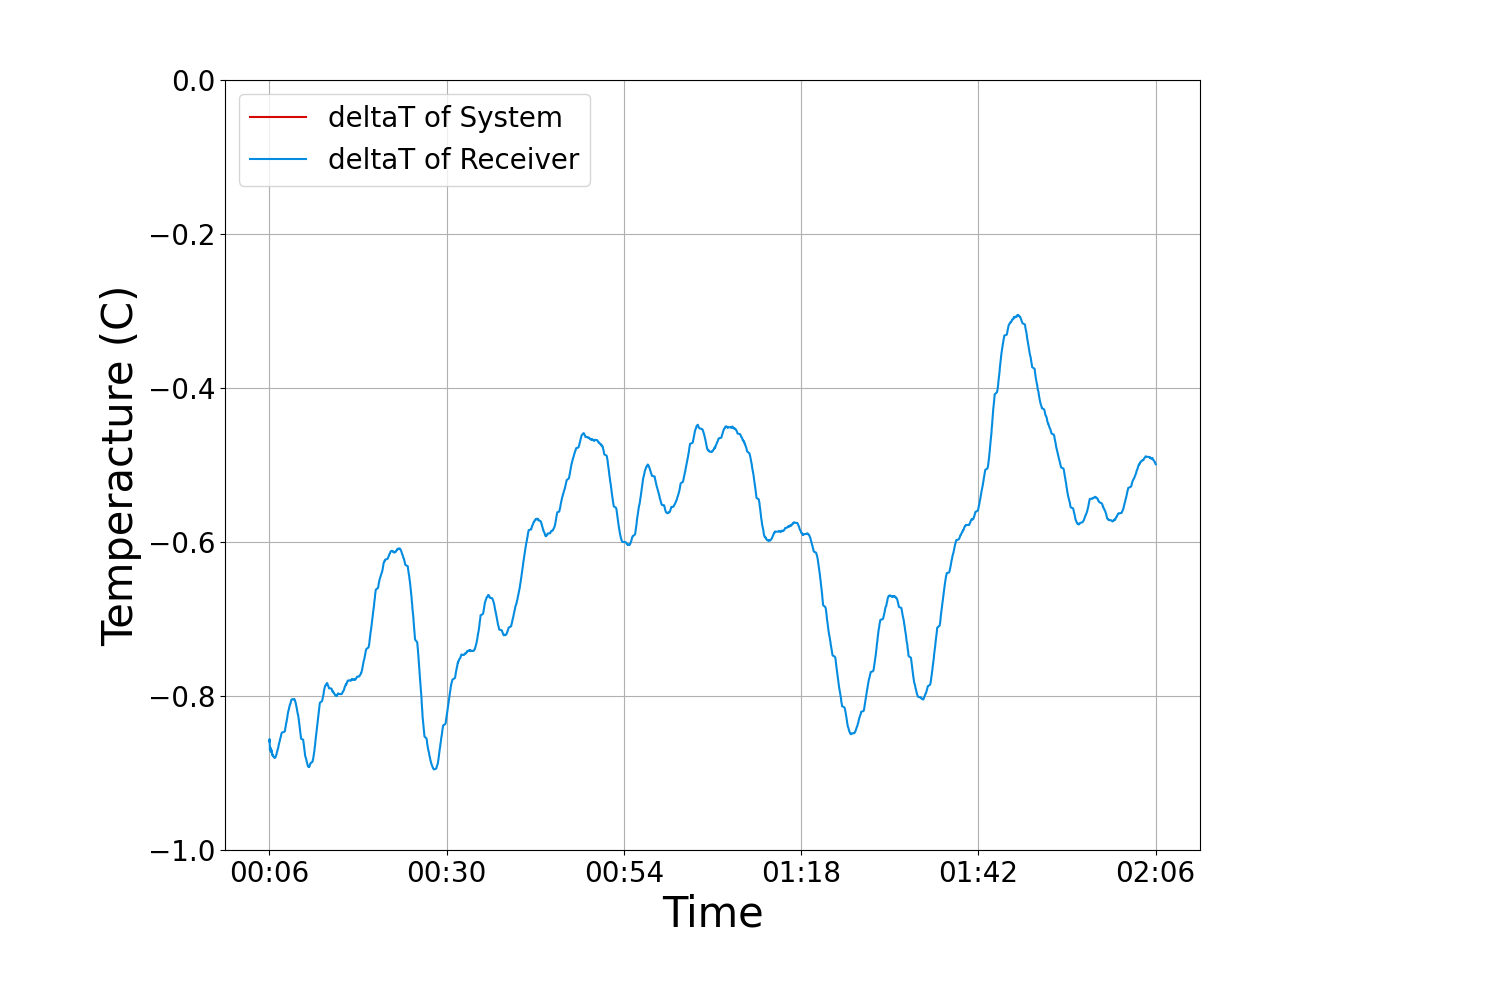 0.0
−0.2
−0.4
−0.6
−0.8
−1.0
Temperacture (C)
deltaT of System
deltaT of Receiver
00:06 00:30 00:54 01:18 01:42 02:06
Time